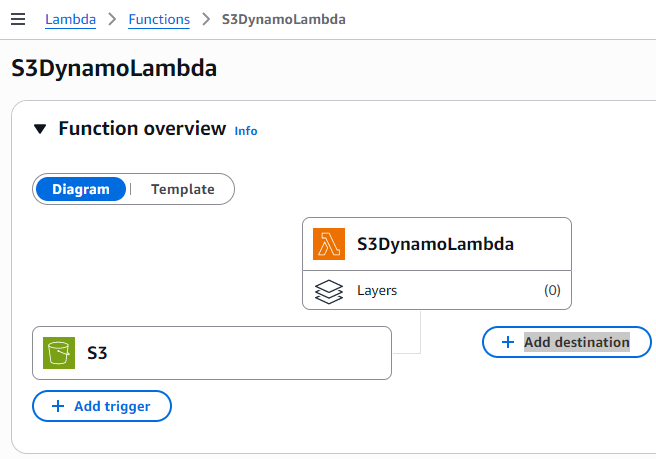 Lambda > Functions > S3DynamoLambda
S3DynamoLambda
Function overview Info
Diagram | Template
S3DynamoLambda
Layers (0)
S3
+ Add destination
+ Add trigger